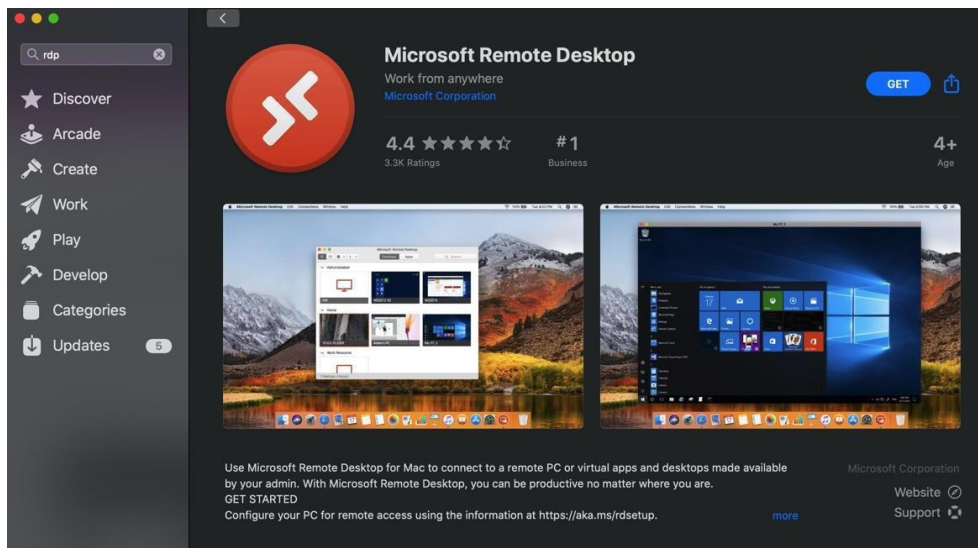 rdp
Discover
Arcade
Create
Work
Play
Develop
Categories
Updates 5
Microsoft Remote Desktop
Work from anywhere
Microsoft Corporation
GET
4.4
3.3K Ratings
#1
Business
4+
Age
Use Microsoft Remote Desktop for Mac to connect to a remote PC or virtual apps and desktops made available
by your admin. With Microsoft Remote Desktop, you can be productive no matter where you are.
GET STARTED
Configure your PC for remote access using the information at https://aka.ms/rdsetup.
more
Microsoft Corporation
Website
Support